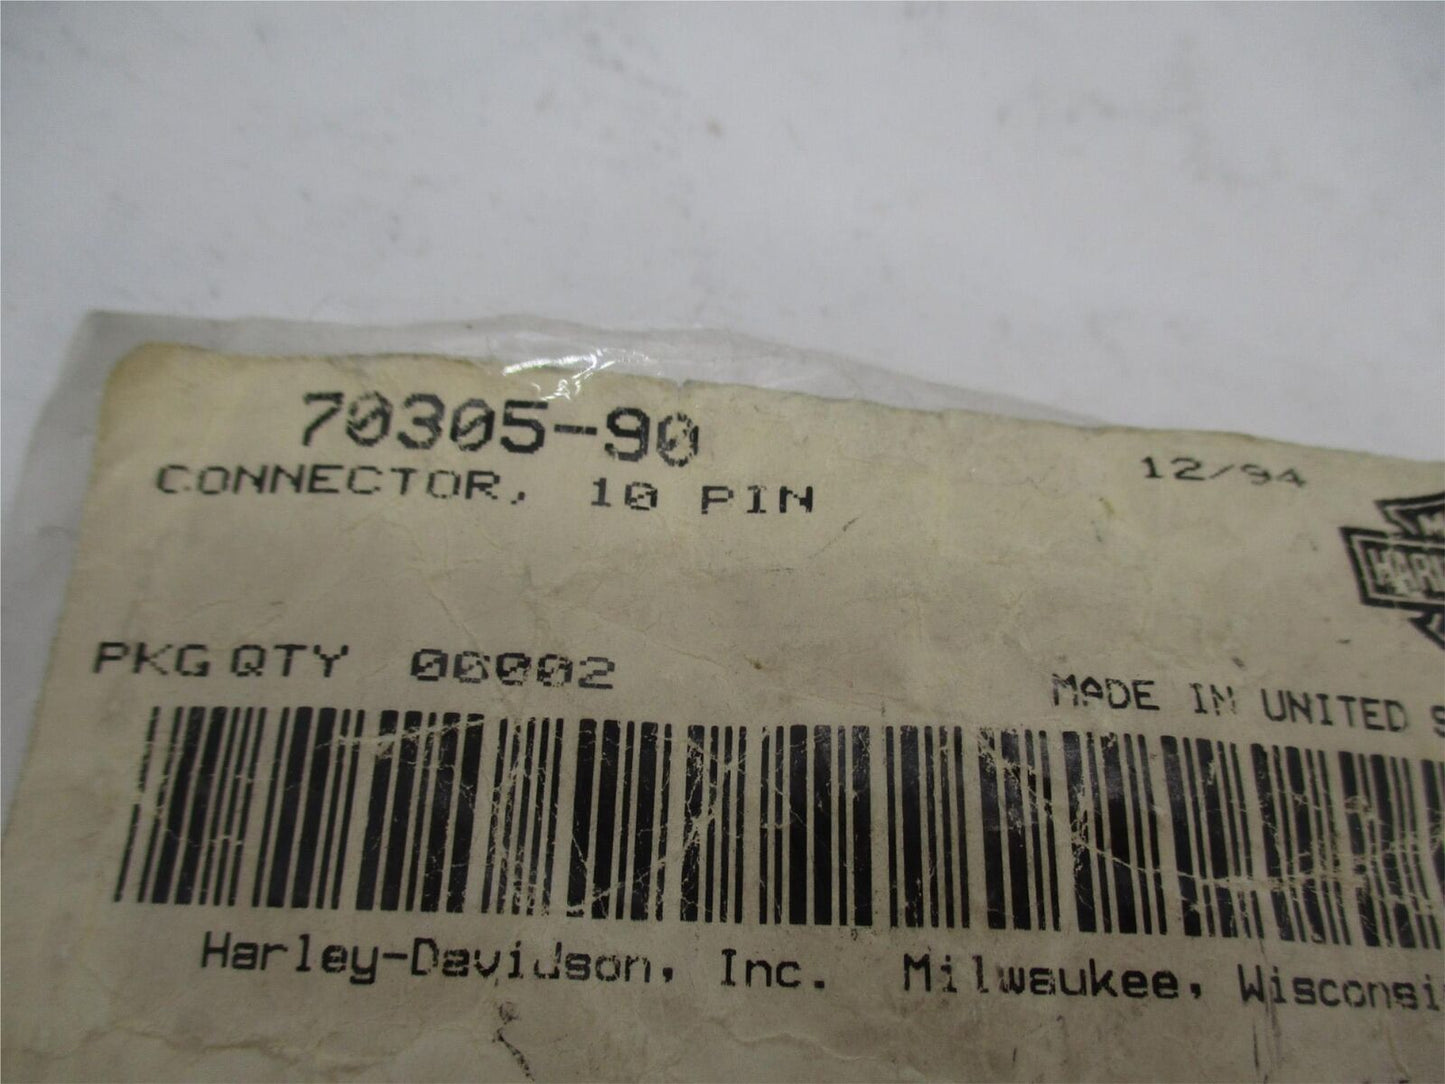 70305-90
CONNECTOR, 10 PIN
12/94
PKG QTY 00002
MADE IN UNITED
Harley-Davidson, Inc. Milwaukee,